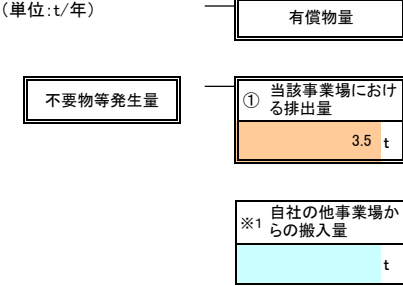 （単位:t/年）
有償物量
不要物等発生量
① 当該事業場におけ
る排出量
3.5 t
※1 自社の他事業場か
らの搬入量
t